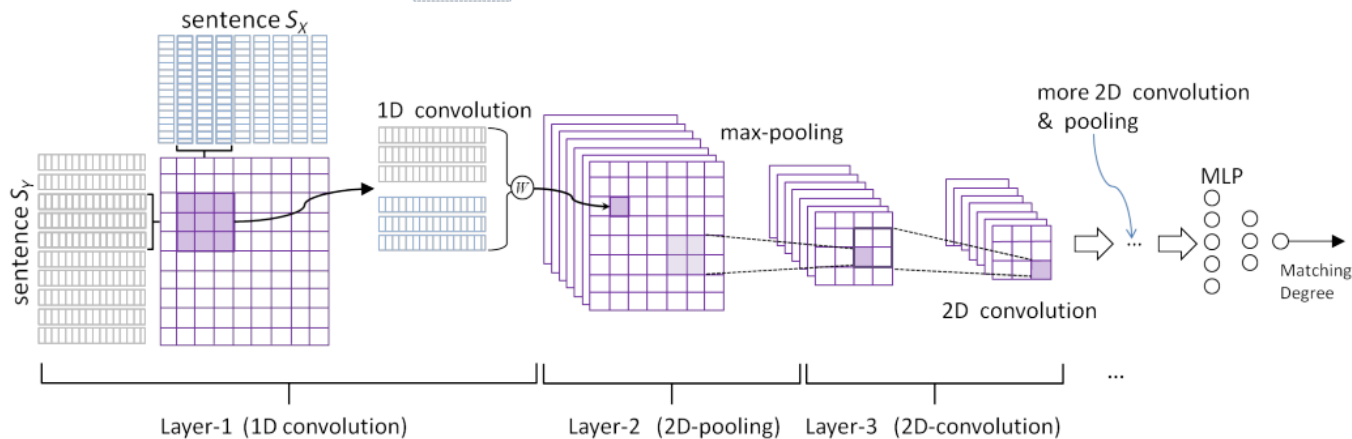 sentence S_X
sentence S_Y
1D convolution
W
max-pooling
more 2D convolution
& pooling
...
MLP
Matching
Degree
2D convolution
...
Layer-1 (1D convolution)
Layer-2 (2D-pooling)
Layer-3 (2D-convolution)